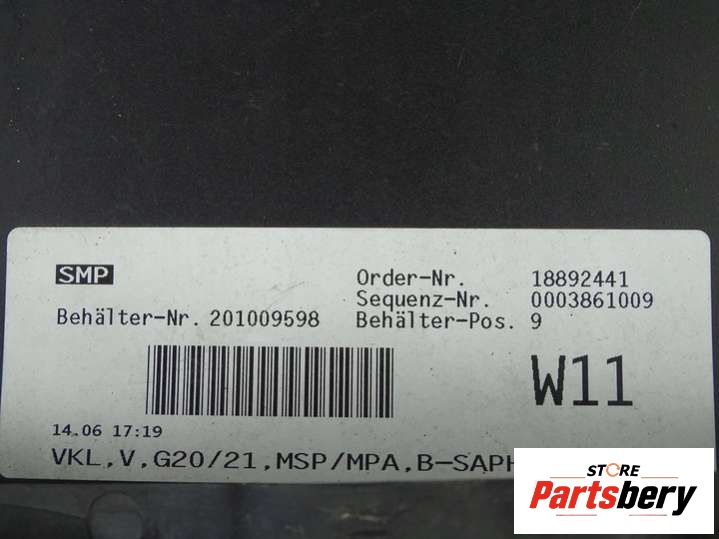 SMP
Order-Nr. 18892441
Sequenz-Nr. 0003861009
Behälter-Nr. 201009598 Behälter-Pos. 9
W11
14.06 17:19
VKL,V,G20/21,MSP/MPA,B-SAPH
STORE
Partsbery